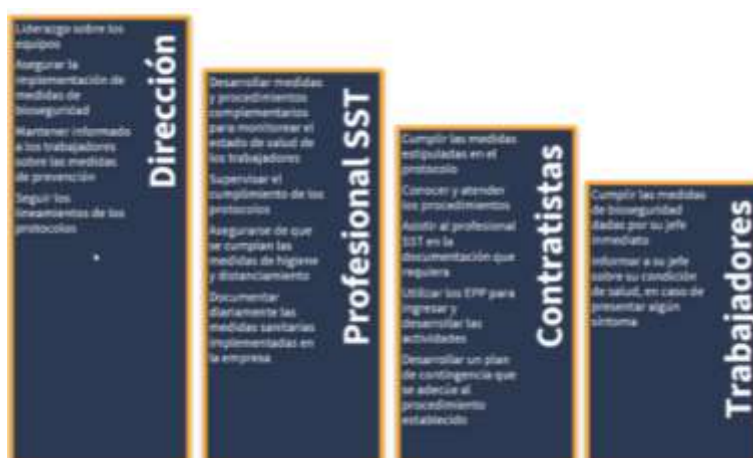 Liderazgo sobre los
equipos
Asegurar la
implementación de
medidas de
bioseguridad
Mantener informado
a los trabajadores
sobre las medidas
de prevención
Seguir los
lineamientos de los
protocolos
Dirección
Desarrollar medidas
y procedimientos
complementarios
para monitorear el
estado de salud de
los trabajadores
Supervisar el
cumplimiento de los
protocolos
Asegurarse de que
se cumplan las
medidas de higiene
y distanciamiento
Documentar
diariamente las
medidas sanitarias
implementadas en
la empresa
Profesional SST
Cumplir las medidas
estipuladas en el
protocolo
Conocer y atender
los procedimientos
Asistir al profesional
SST en la
documentación que
requiera
Utilizar los EPP para
ingresar y
desarrollar las
actividades
Desarrollar un plan
de contingencia que
se adecúe al
procedimiento
establecido
Contratistas
Cumplir las medidas
de bioseguridad
dadas por su jefe
inmediato
Informar a su jefe
sobre su condición
de salud, en caso de
presentar algún
síntoma
Trabajadores